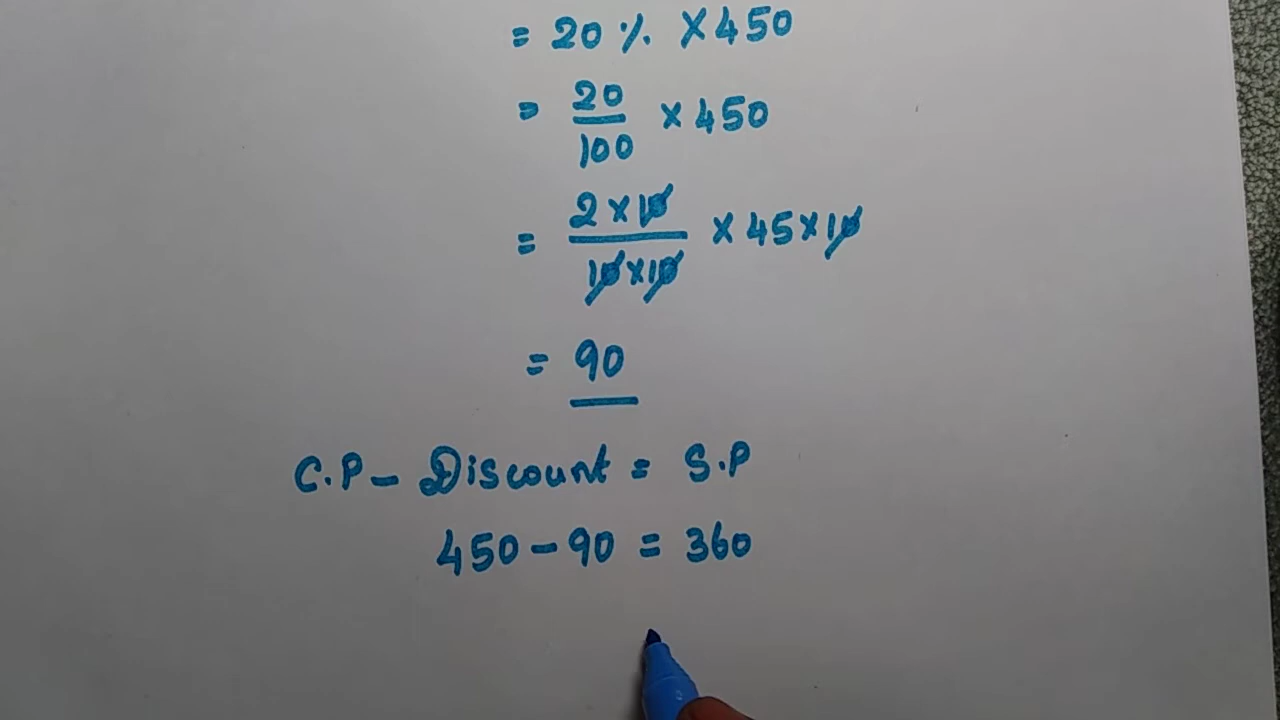 = 20 % × 450
= 20/100 × 450
= 2 × 10 / 10 × 10 × 45 × 10
= 90
C.P – Discount = S.P
450 – 90 = 360